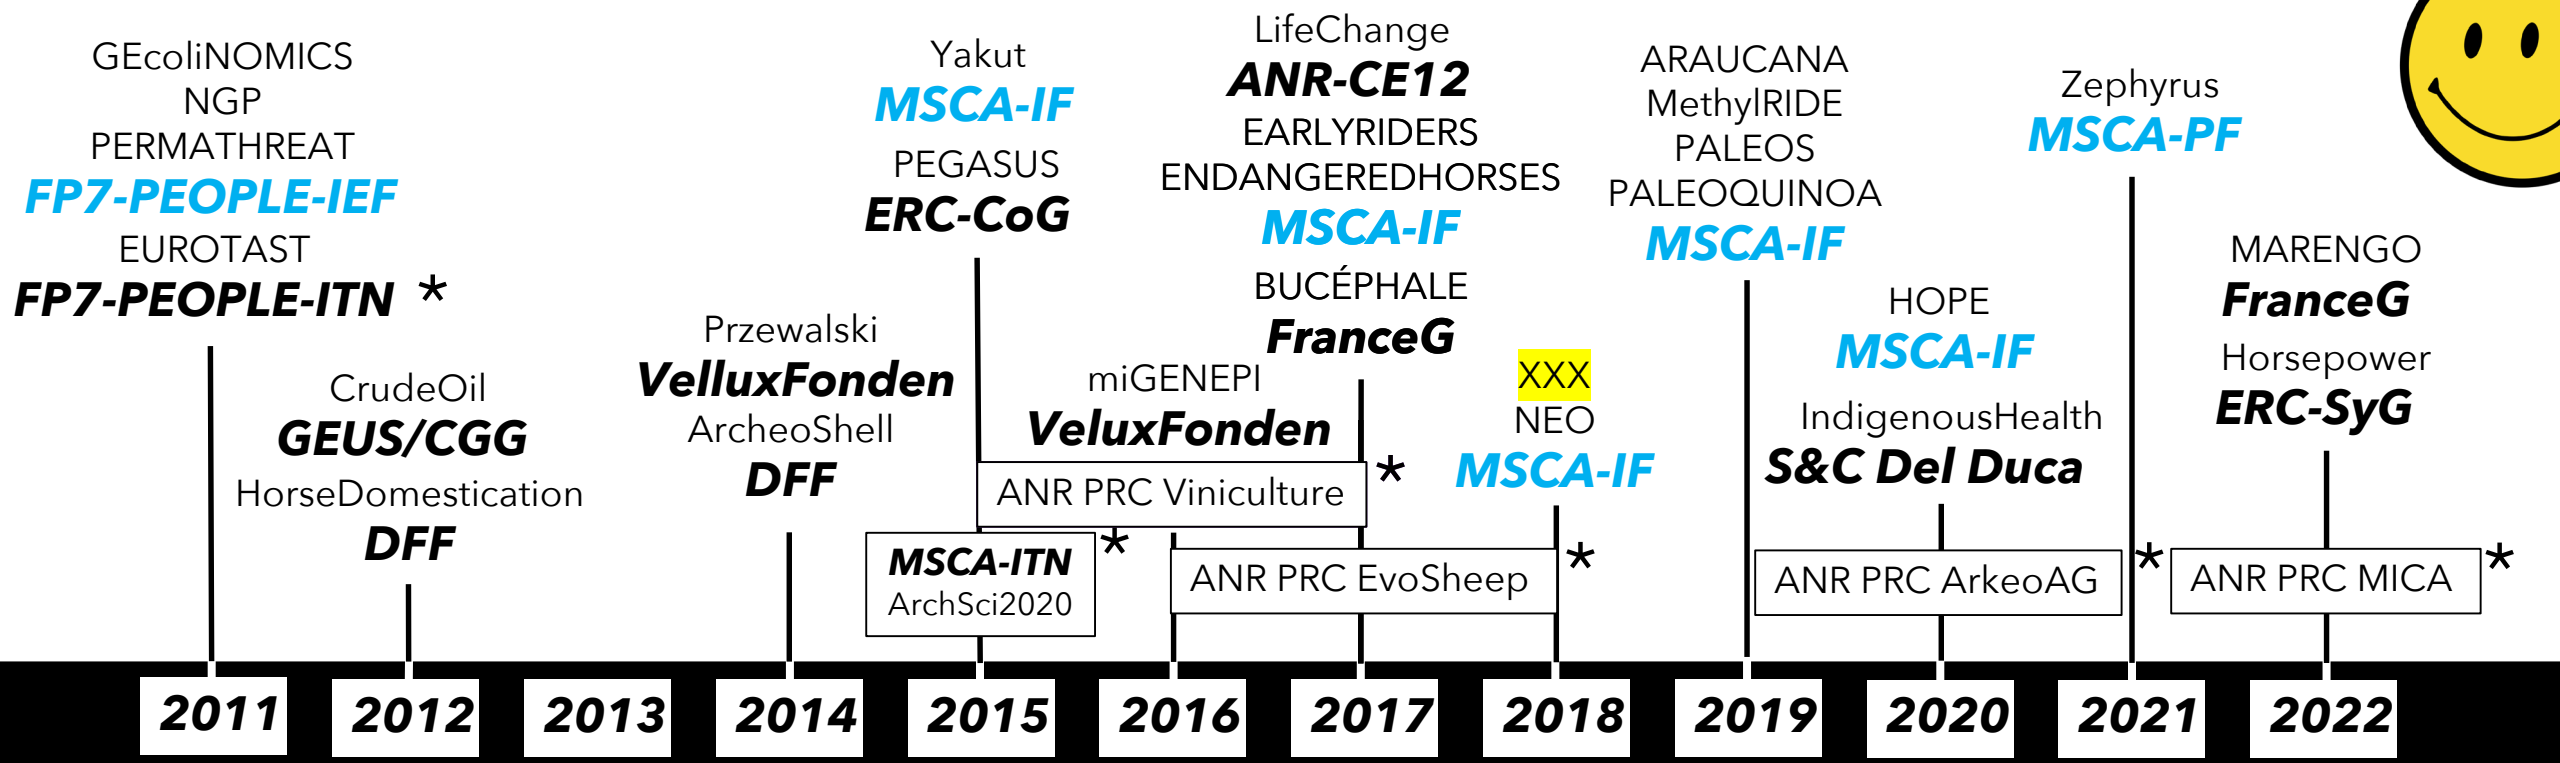 GEcoliNOMICS
NGP
PERMATHREAT
FP7-PEOPLE-IEF
EUROTAST
FP7-PEOPLE-ITN *
CrudeOil
GEUS/CGG
HorseDomestication
DFF
Przewalski
VelluxFonden
ArcheoShell
DFF
Yakut
MSCA-IF
PEGASUS
ERC-CoG
MSCA-ITN *
ArchSci2020
miGENEPI
VeluxFonden
ANR PRC Viniculture *
LifeChange
ANR-CE12
EARLYRIDERS
ENDANGEREDHORSES
MSCA-IF
BUCÉPHALE
FranceG
ANR PRC EvoSheep *
XXX
NEO
MSCA-IF
ARAUCANA
MethylRIDE
PALEOS
PALEOQUINOA
MSCA-IF
HOPE
MSCA-IF
IndigenousHealth
S&C Del Duca
ANR PRC ArkeoAG *
Zephyrus
MSCA-PF
MARENGO
FranceG
Horsepower
ERC-SyG
ANR PRC MICA *
2011 2012 2013 2014 2015 2016 2017 2018 2019 2020 2021 2022